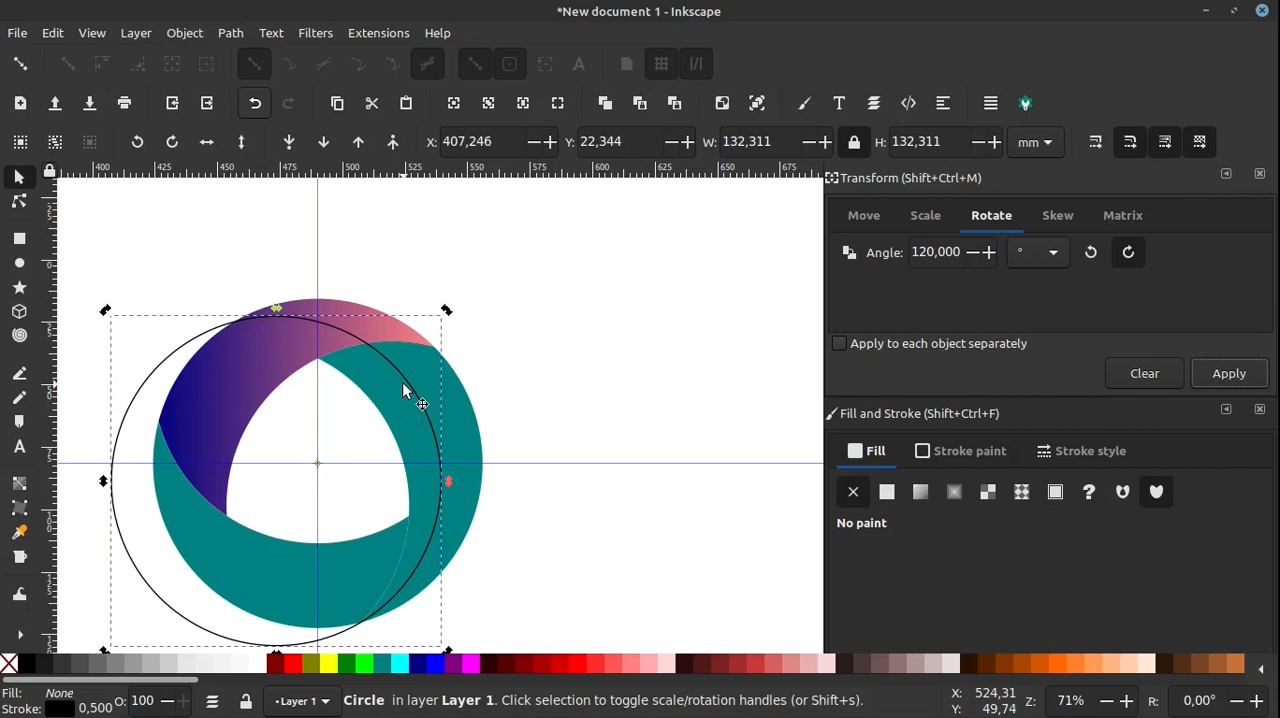 *New document 1 - Inkscape
File Edit View Layer Object Path Text Filters Extensions Help
X: 407,246 Y: 22,344 W: 132,311 H: 132,311 mm
400 425 450 475 500 525 550 575 600 625 650 675
Transform (Shift+Ctrl+M)
Move Scale Rotate Skew Matrix
Angle: 120,000 °
Apply to each object separately
Clear Apply
Fill and Stroke (Shift+Ctrl+F)
Fill Stroke paint Stroke style
No paint
Fill: None
Stroke: 0,500 O: 100 Layer 1 Circle in layer Layer 1. Click selection to toggle scale/rotation handles (or Shift+s). X: 524,31 Y: 49,74 Z: 71% R: 0,00°